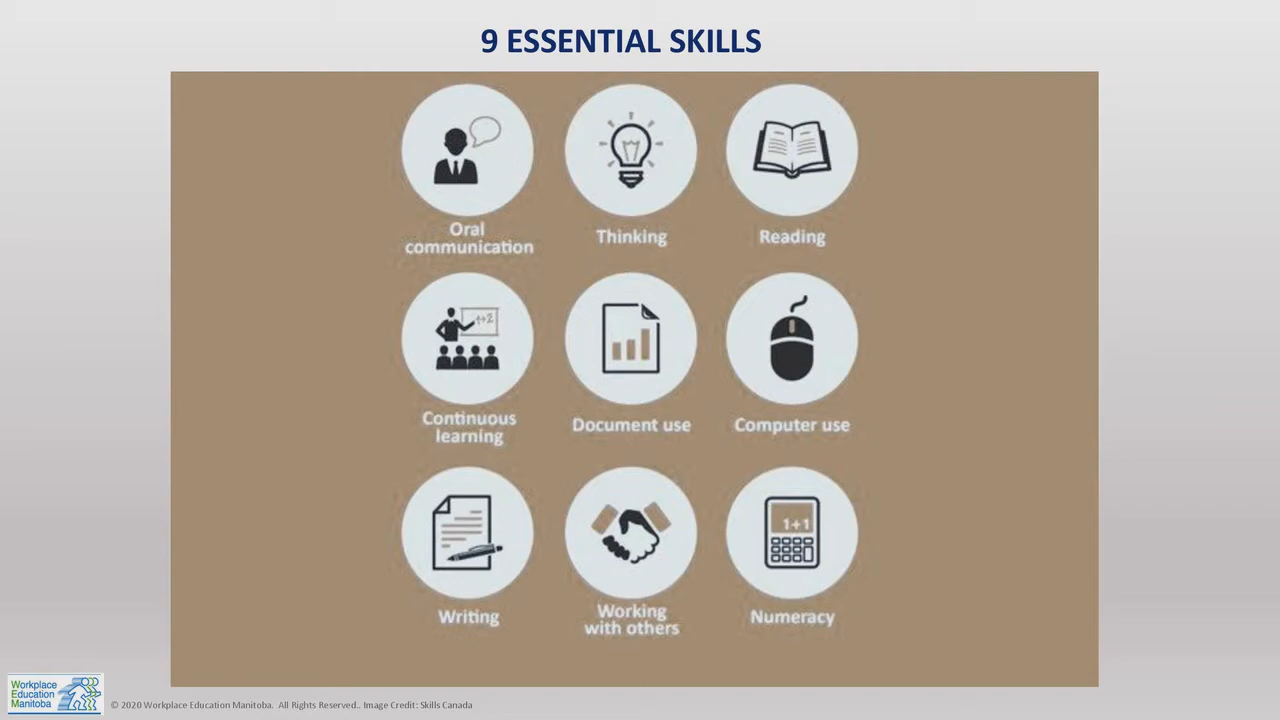 9 ESSENTIAL SKILLS
Oral
communication
Thinking
Reading
1+2
Continuous
learning
Document use
Computer use
Writing
Working
with others
1+1
Numeracy
Workplace
Education
Manitoba
© 2020 Workplace Education Manitoba. All Rights Reserved.. Image Credit: Skills Canada